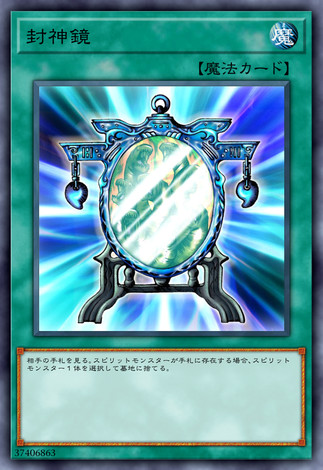 封神鏡
魔
【魔法カード】
相手の手札を見る。スピリットモンスターが手札に存在する場合、スピリット
モンスター１体を選択して墓地に捨てる。
37406863